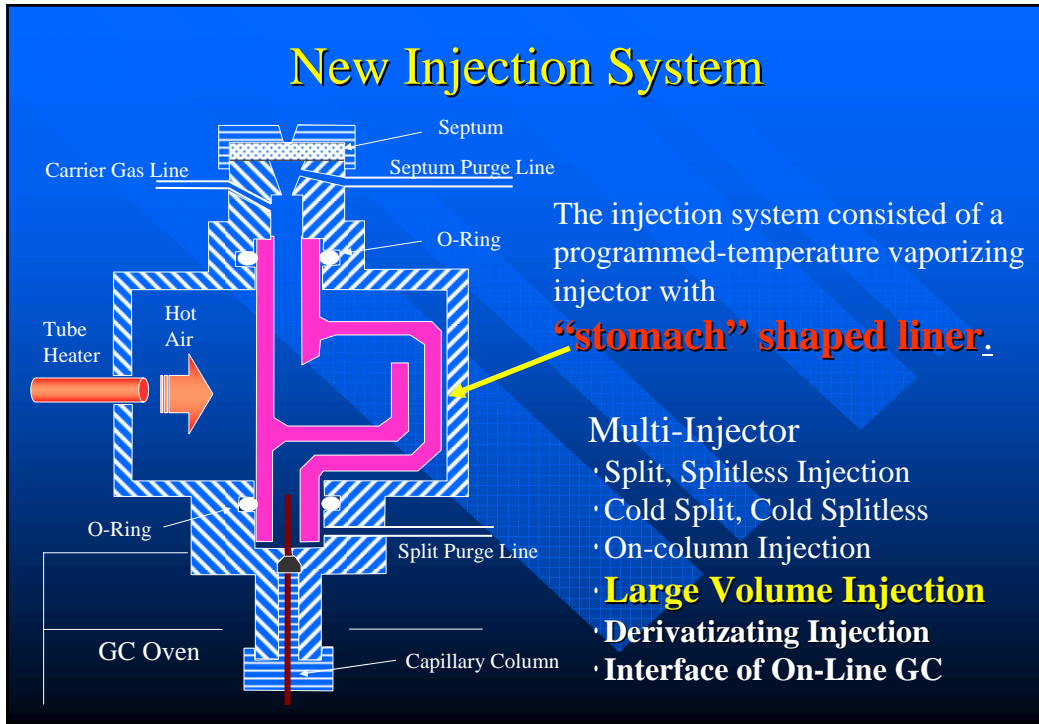 New Injection System
Septum
Carrier Gas Line
Septum Purge Line
O-Ring
Tube
Heater
Hot
Air
O-Ring
Split Purge Line
GC Oven
Capillary Column
The injection system consisted of a
programmed-temperature vaporizing
injector with
“stomach” shaped liner.
Multi-Injector
·Split, Splitless Injection
·Cold Split, Cold Splitless
·On-column Injection
·Large Volume Injection
·Derivatizating Injection
·Interface of On-Line GC